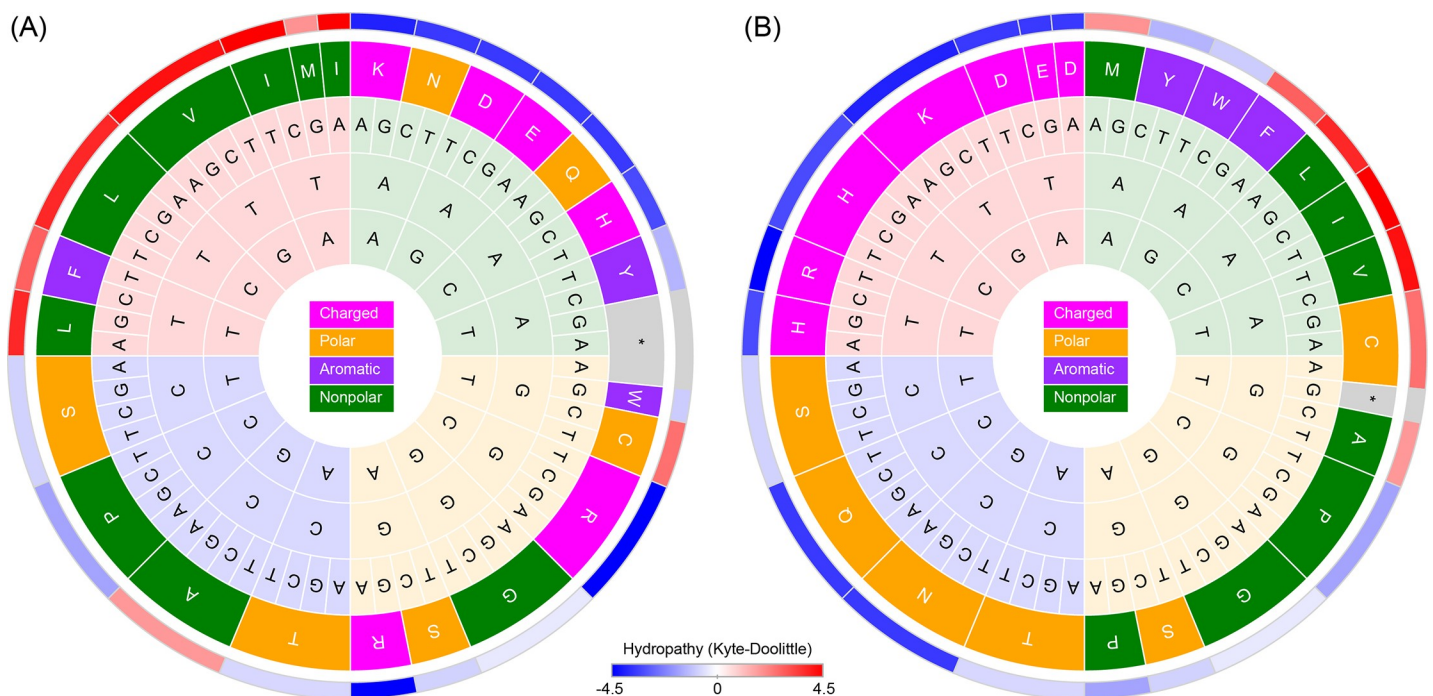 (A)
K N D E Q H Y * W C R G S R T A P S L F L V I M I
A G C T T C G A A G C T T C G A A G C T T C G A A G C T T C G A A G C T T C G A A G C T T C G A A G C T T C G A A G C T T C G A
A A A A G G G G C C C C T T T T
A G C T T C G A A G C T T C G A
Charged
Polar
Aromatic
Nonpolar
(B)
M Y W F L I V C * A P G S P T N Q S H R H K D E D
A G C T T C G A A G C T T C G A A G C T T C G A A G C T T C G A A G C T T C G A A G C T T C G A A G C T T C G A A G C T T C G A
A A A A G G G G C C C C T T T T
A G C T T C G A A G C T T C G A
Charged
Polar
Aromatic
Nonpolar
Hydropathy (Kyte-Doolittle)
-4.5 0 4.5